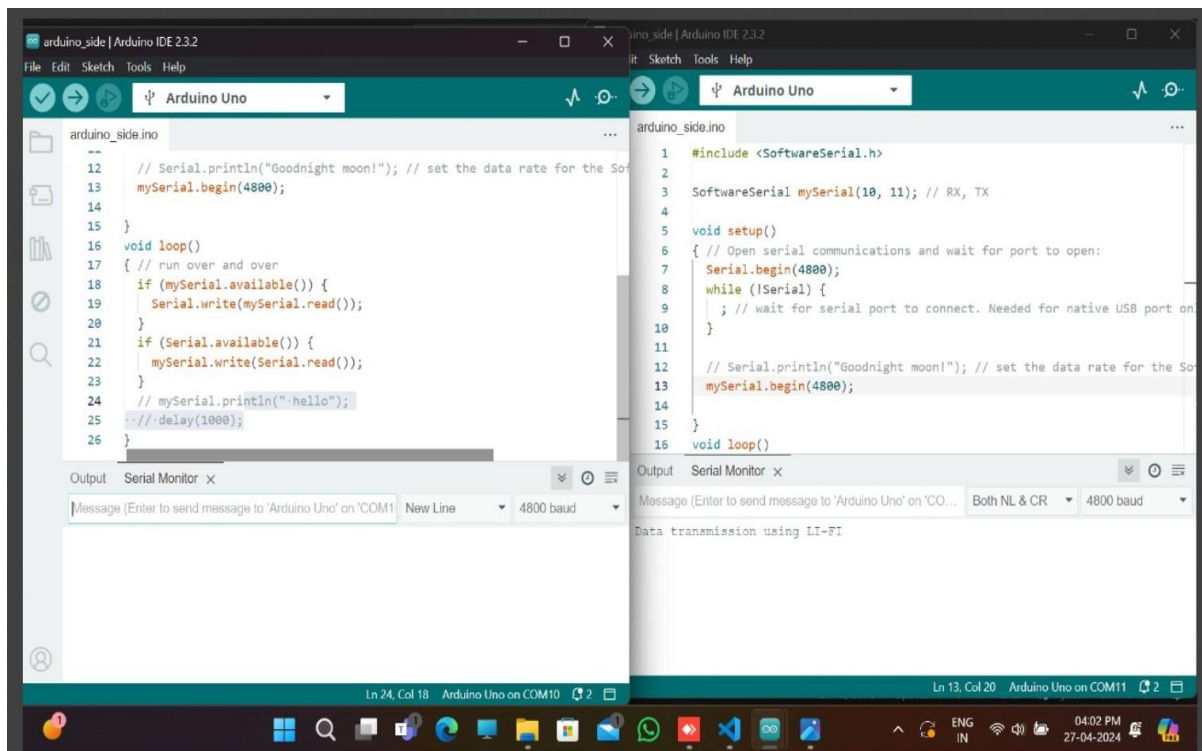 arduino_side | Arduino IDE 2.3.2
File Edit Sketch Tools Help
Arduino Uno
arduino_side.ino
12 // Serial.println("Goodnight moon!"); // set the data rate for the Sof
13 mySerial.begin(4800);
14
15 }
16 void loop()
17 { // run over and over
18 if (mySerial.available()) {
19 Serial.write(mySerial.read());
20 }
21 if (Serial.available()) {
22 mySerial.write(Serial.read());
23 }
24 // mySerial.println("·hello");
25 ··//·delay(1000);
26 }
Output Serial Monitor
Message (Enter to send message to 'Arduino Uno' on 'COM1 New Line 4800 baud
Ln 24, Col 18 Arduino Uno on COM10 2
ino_side | Arduino IDE 2.3.2
it Sketch Tools Help
Arduino Uno
arduino_side.ino
1 #include <SoftwareSerial.h>
2
3 SoftwareSerial mySerial(10, 11); // RX, TX
4
5 void setup()
6 { // Open serial communications and wait for port to open:
7 Serial.begin(4800);
8 while (!Serial) {
9 ; // wait for serial port to connect. Needed for native USB port on
10 }
11
12 // Serial.println("Goodnight moon!"); // set the data rate for the So
13 mySerial.begin(4800);
14
15 }
16 void loop()
Output Serial Monitor
Message (Enter to send message to 'Arduino Uno' on 'CO... Both NL & CR 4800 baud
Data transmission using LI-FI
Ln 13, Col 20 Arduino Uno on COM11 2
1
ENG
IN
04:02 PM
27-04-2024
PRE